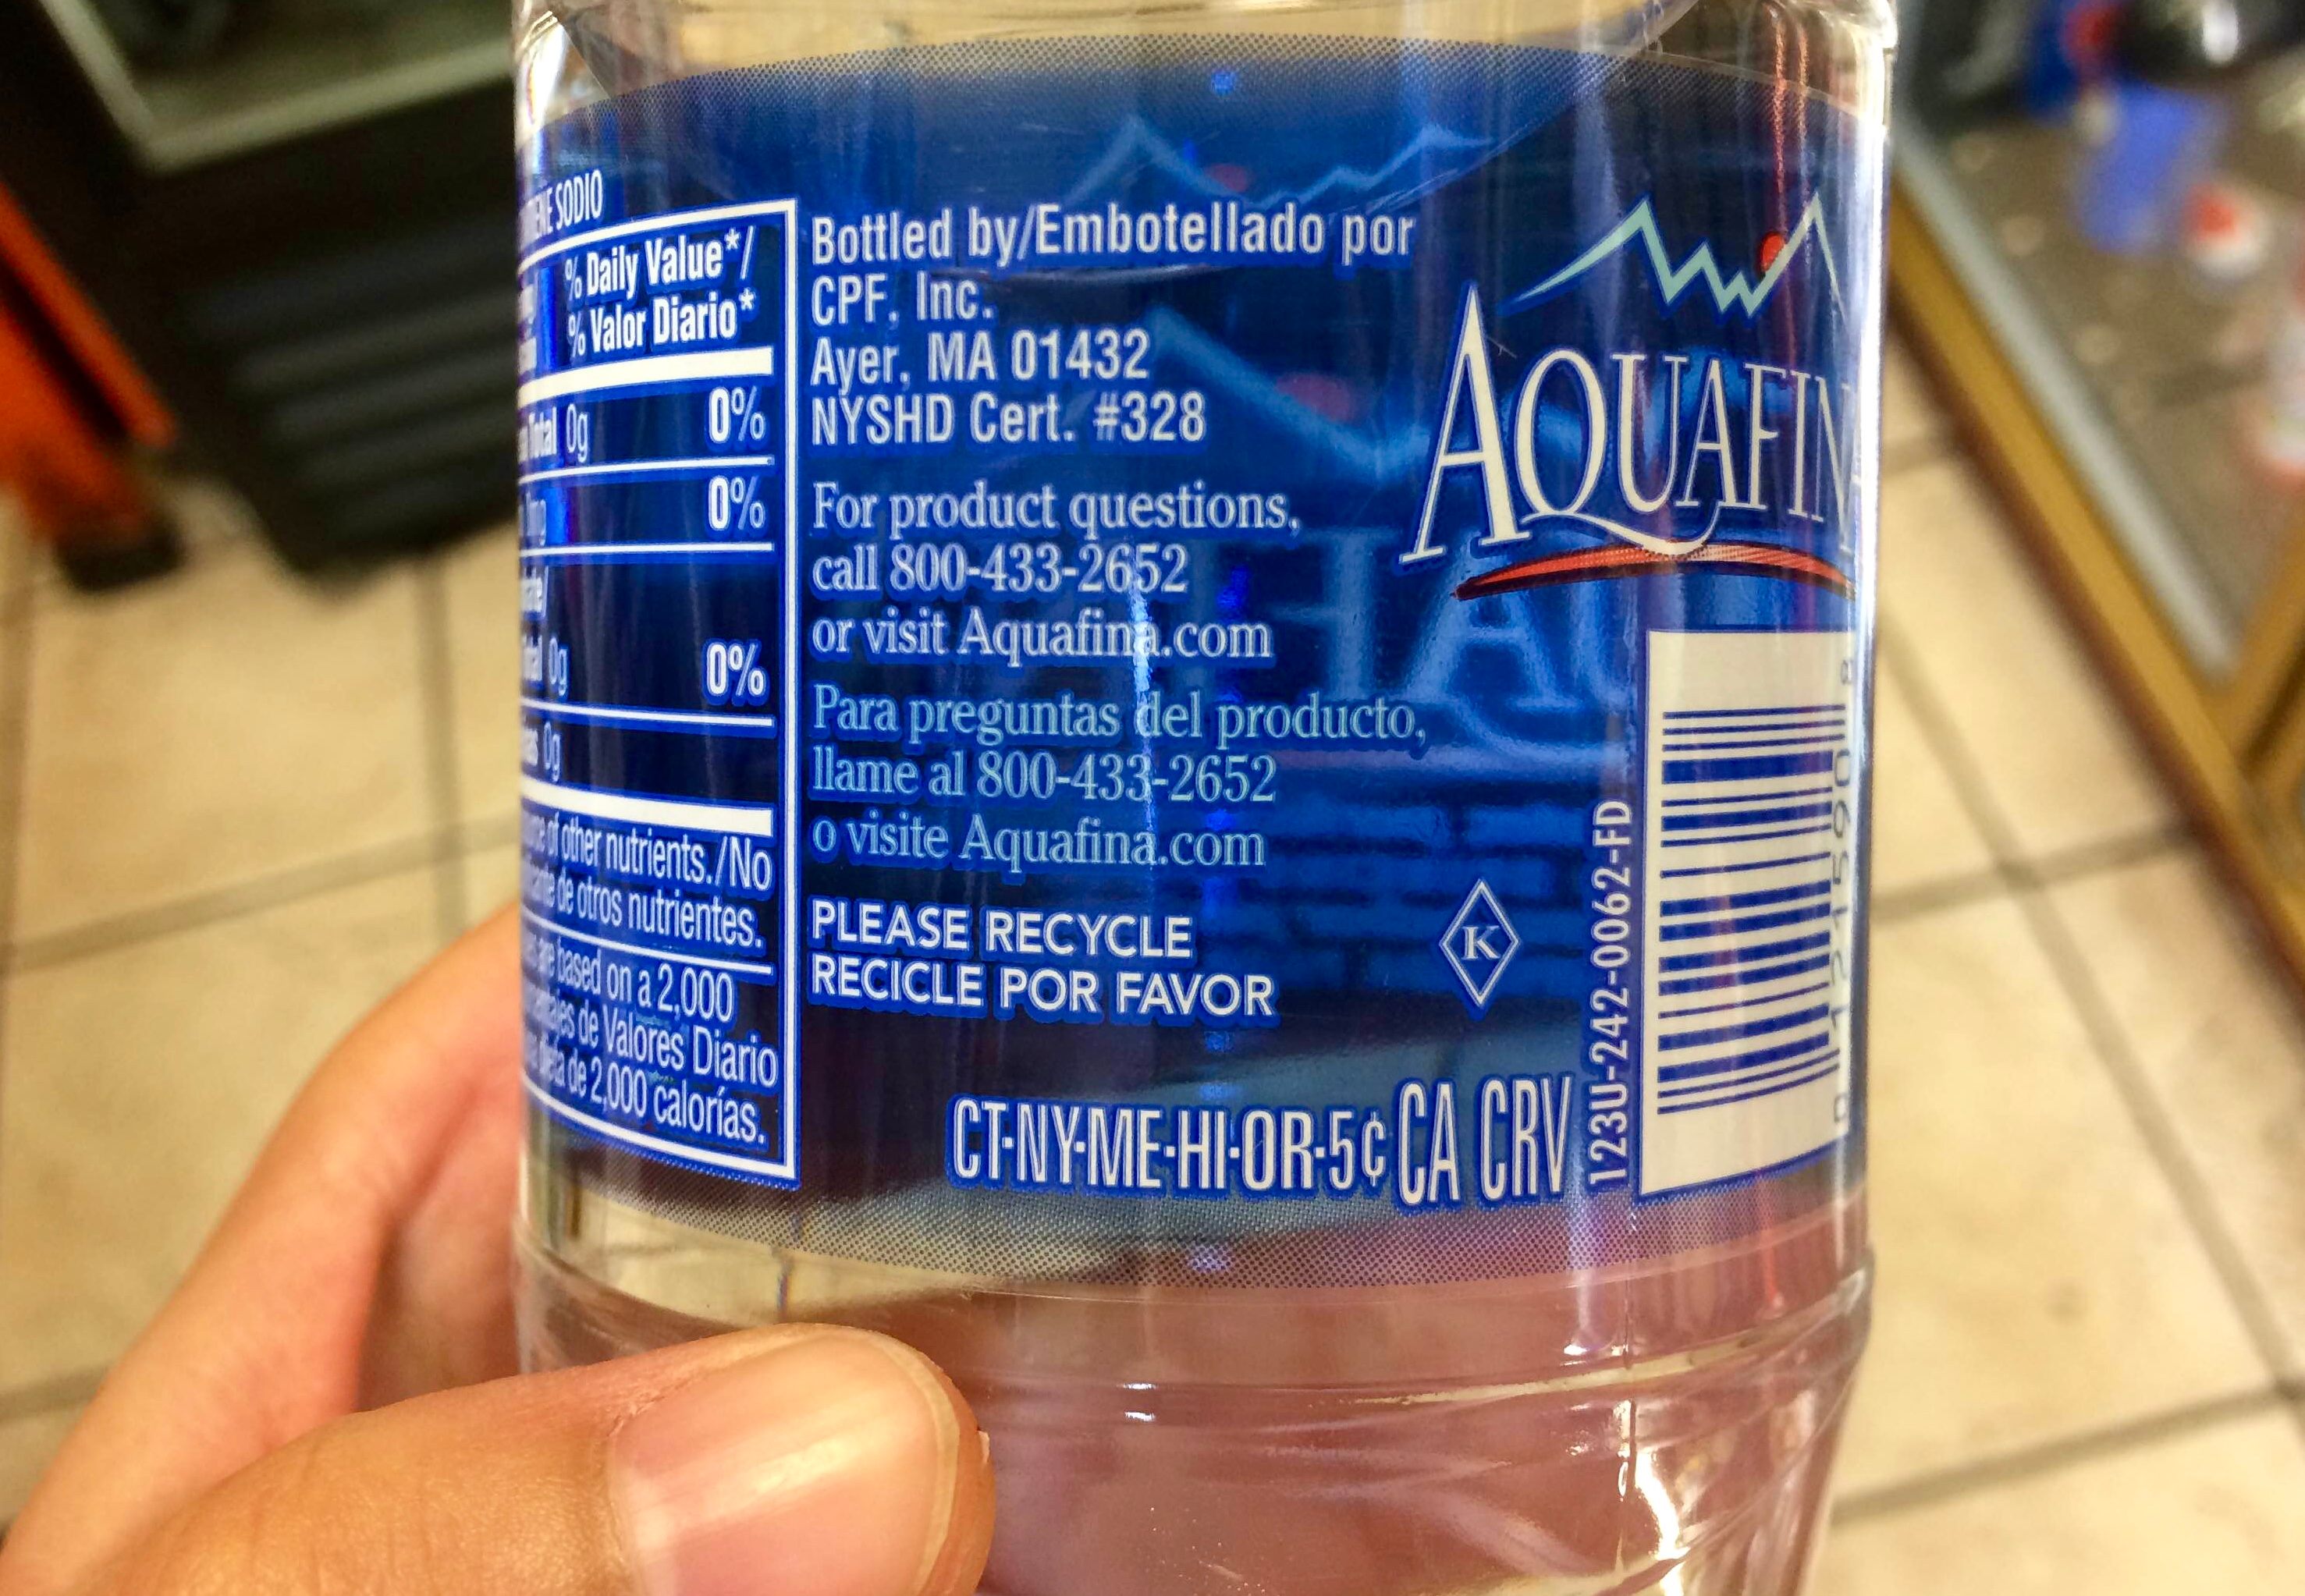 SODIO
% Daily Value*/
% Valor Diario*
Total 0g 0%
0%
0g 0%
0g
of other nutrients./No
de otros nutrientes.
are based on a 2,000
de Valores Diario
dieta de 2,000 calorías.
Bottled by/Embotellado por
CPF, Inc.
Ayer, MA 01432
NYSHD Cert. #328
For product questions,
call 800-433-2652
or visit Aquafina.com
Para preguntas del producto,
llame al 800-433-2652
o visite Aquafina.com
PLEASE RECYCLE
RECICLE POR FAVOR
K
CT-NY-ME-HI-OR-5¢ CA CRV
AQUAFINA
123U-242-0062-FD